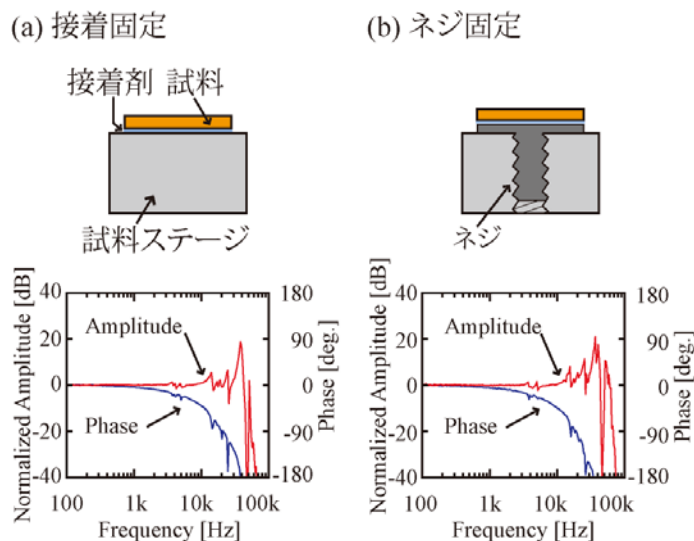 (a) 接着固定
接着剤 試料
試料ステージ
40
20
0
-20
-40
Normalized Amplitude [dB]
180
90
0
-90
-180
Phase [deg.]
Amplitude
Phase
100 1k 10k 100k
Frequency [Hz]
(b) ネジ固定
ネジ
40
20
0
-20
-40
Normalized Amplitude [dB]
180
90
0
-90
-180
Phase [deg.]
Amplitude
Phase
100 1k 10k 100k
Frequency [Hz]